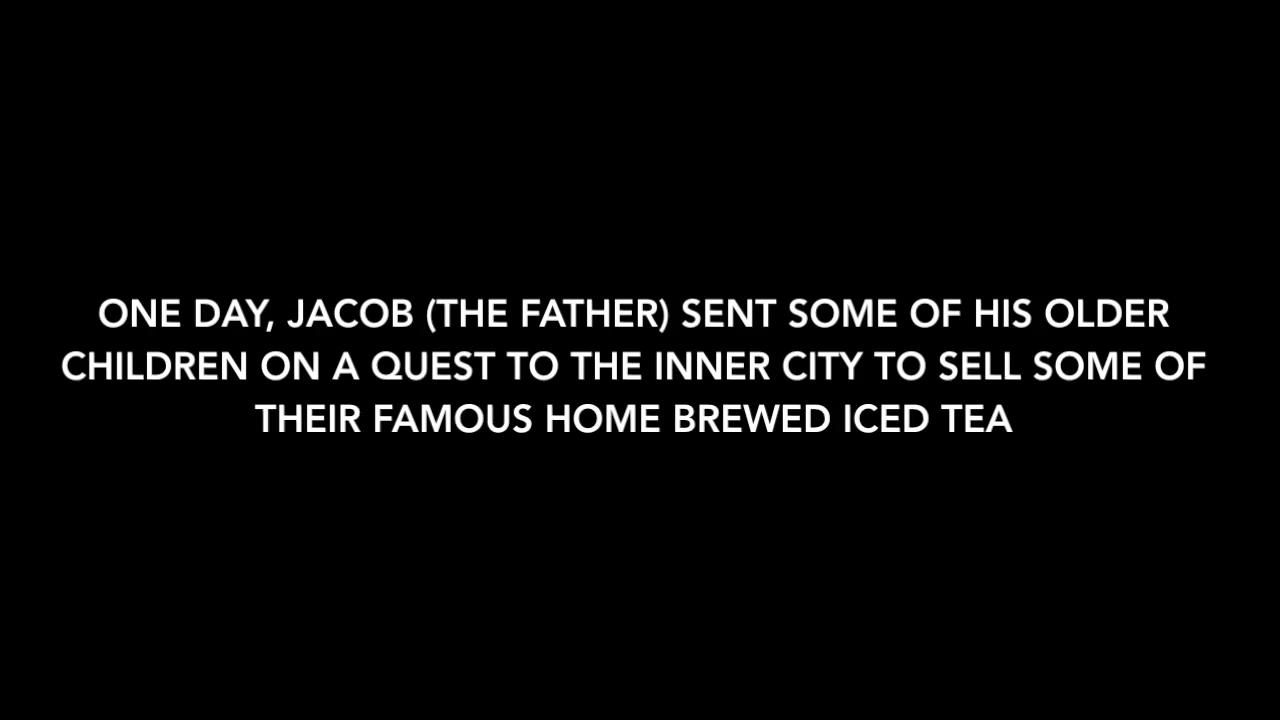 ONE DAY, JACOB (THE FATHER) SENT SOME OF HIS OLDER
CHILDREN ON A QUEST TO THE INNER CITY TO SELL SOME OF
THEIR FAMOUS HOME BREWED ICED TEA